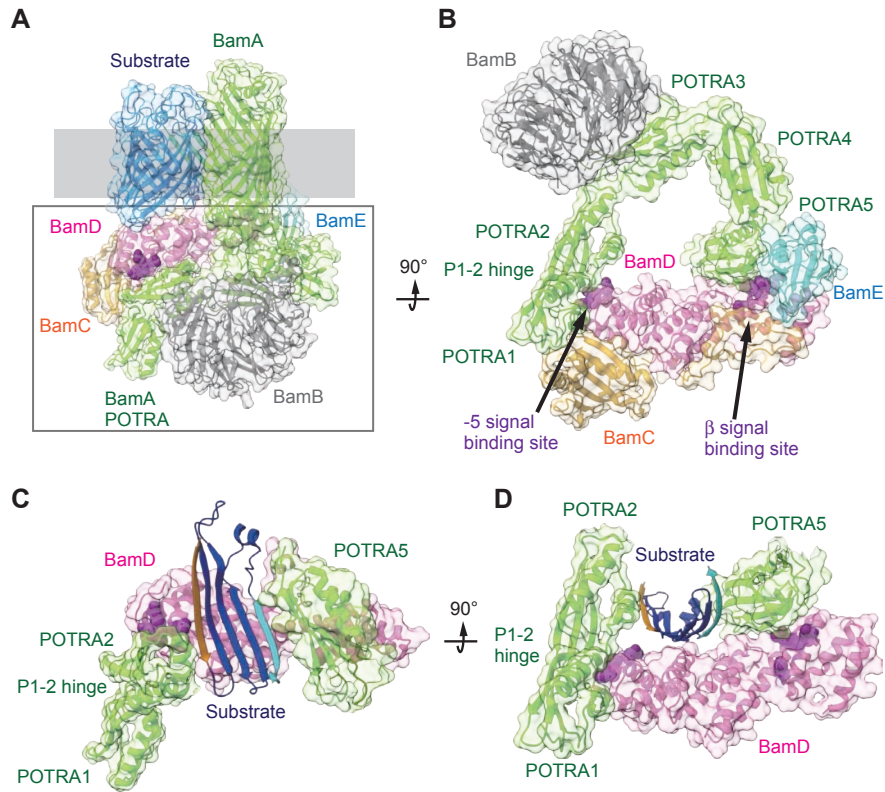 A
BamA
Substrate
BamD
BamE
BamC
BamA
POTRA
BamB
90°
B
BamB
POTRA3
POTRA4
POTRA2
POTRA5
P1-2 hinge
BamD
BamE
POTRA1
-5 signal
binding site
β signal
binding site
BamC
C
BamD
POTRA5
POTRA2
P1-2 hinge
Substrate
POTRA1
90°
D
POTRA2
POTRA5
Substrate
P1-2
hinge
POTRA1
BamD